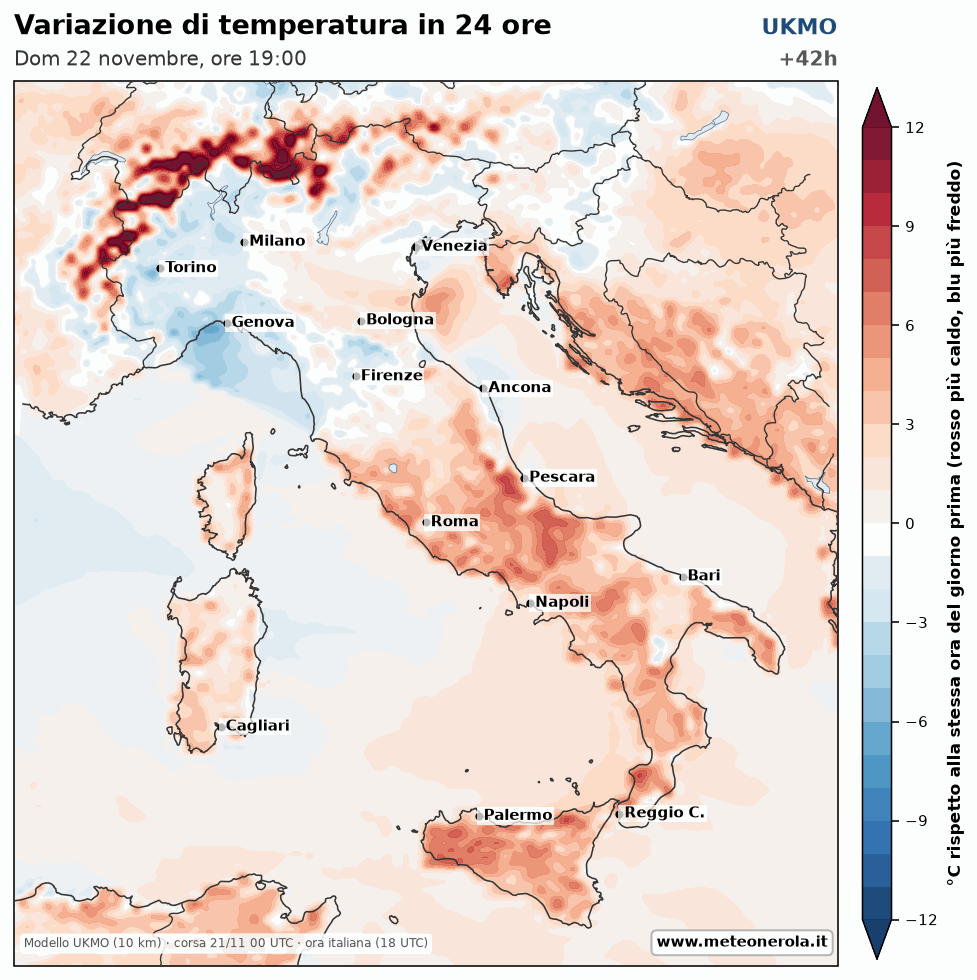 Variazione di temperatura in 24 ore
UKMO
Dom 22 novembre, ore 19:00
+42h
Milano
Venezia
Torino
Genova
Bologna
Firenze
Ancona
Pescara
Roma
Bari
Napoli
Cagliari
Palermo
Reggio C.
12
9
6
3
0
−3
−6
−9
−12
°C rispetto alla stessa ora del giorno prima (rosso più caldo, blu più freddo)
Modello UKMO (10 km) · corsa 21/11 00 UTC · ora italiana (18 UTC)
www.meteonerola.it